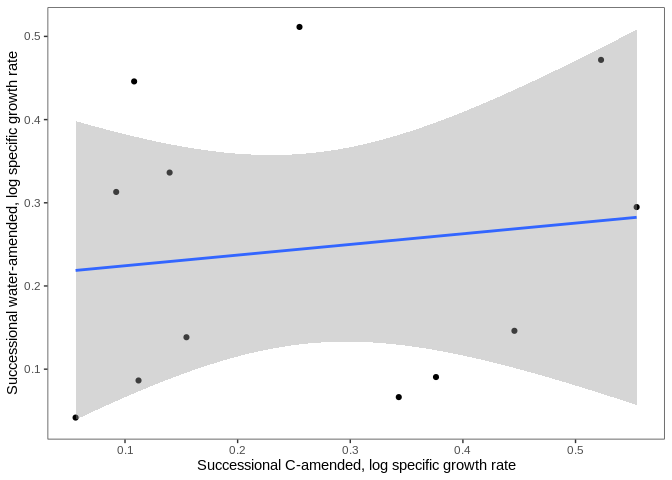 Successional water-amended, log specific growth rate
0.5
0.4
0.3
0.2
0.1
0.1 0.2 0.3 0.4 0.5
Successional C-amended, log specific growth rate